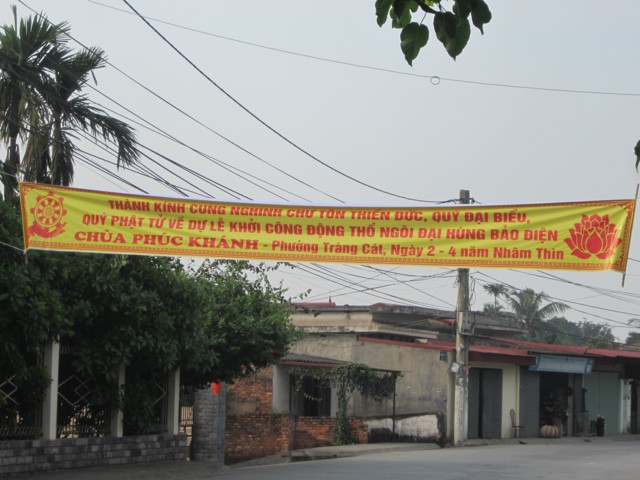 THÀNH KÍNH CUNG NGHINH CHƯ TÔN THIỀN ĐỨC, QUÝ ĐẠI BIỂU,
QUÝ PHẬT TỬ VỀ DỰ LỄ KHỞI CÔNG ĐỘNG THỔ NGÔI ĐẠI HÙNG BẢO ĐIỆN
CHÙA PHÚC KHÁNH - Phường Tràng Cát, Ngày 2 - 4 năm Nhâm Thìn